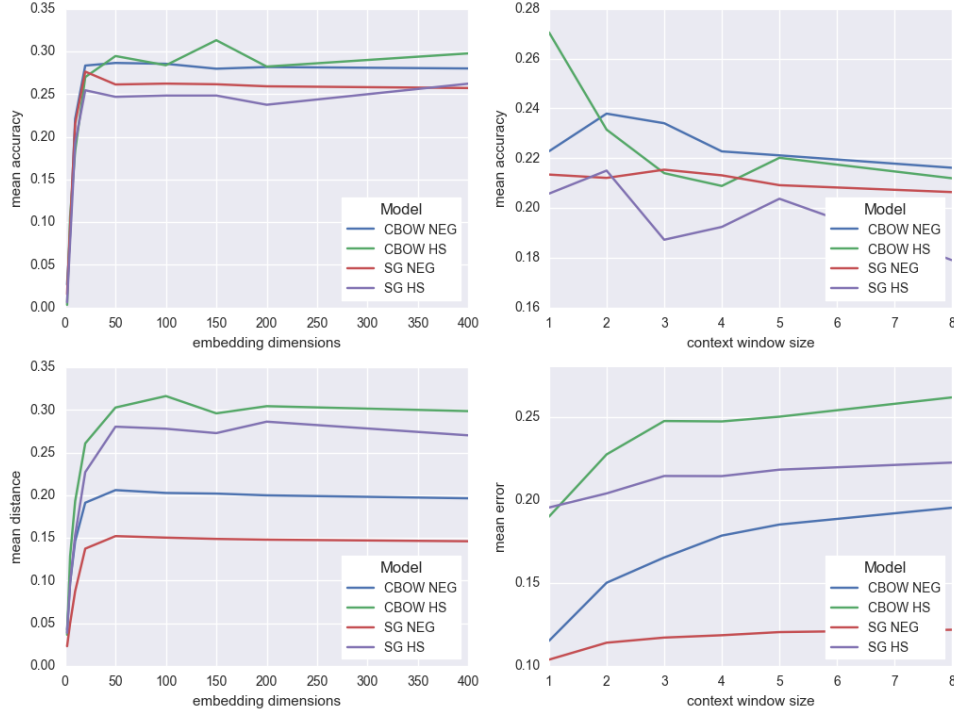 0.35
0.30
0.25
0.20
0.15
0.10
0.05
0.00
mean accuracy
0 50 100 150 200 250 300 350 400
embedding dimensions
Model
CBOW NEG
CBOW HS
SG NEG
SG HS
0.28
0.26
0.24
0.22
0.20
0.18
0.16
mean accuracy
1 2 3 4 5 6 7 8
context window size
Model
CBOW NEG
CBOW HS
SG NEG
SG HS
0.35
0.30
0.25
0.20
0.15
0.10
0.05
0.00
mean distance
0 50 100 150 200 250 300 350 400
embedding dimensions
Model
CBOW NEG
CBOW HS
SG NEG
SG HS
0.25
0.20
0.15
0.10
mean error
1 2 3 4 5 6 7 8
context window size
Model
CBOW NEG
CBOW HS
SG NEG
SG HS